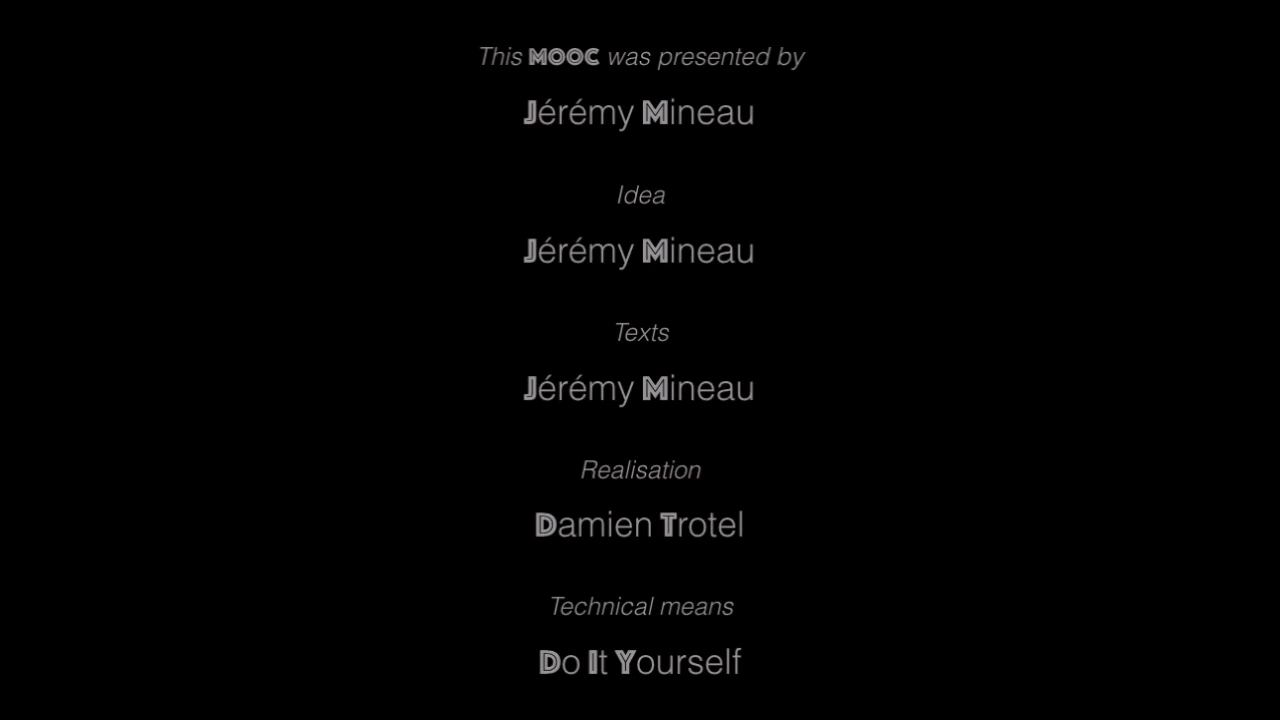 This MOOC was presented by
Jérémy Mineau
Idea
Jérémy Mineau
Texts
Jérémy Mineau
Realisation
Damien Trotel
Technical means
Do It Yourself